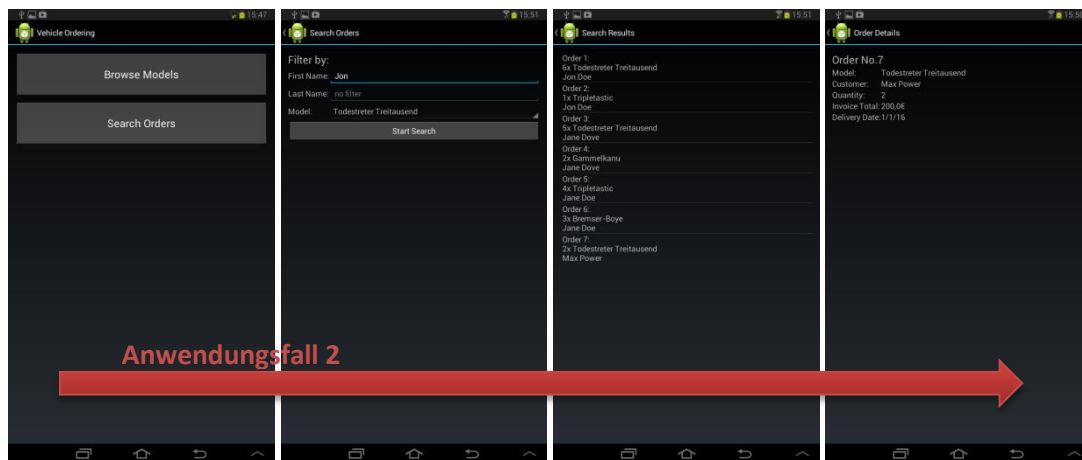 15:47
Vehicle Ordering
Browse Models
Search Orders
15:51
Search Orders
Filter by:
First Name: Jon
Last Name: no filter
Model: Todestreter Treitausend
Start Search
15:51
Search Results
Order 1:
6x Todestreter Treitausend
Jon Doe
Order 2:
1x Tripletastic
Jon Doe
Order 3:
5x Todestreter Treitausend
Jane Dove
Order 4:
2x Gammelkanu
Jane Dove
Order 5:
4x Tripletastic
Jane Doe
Order 6:
3x Bremser-Boye
Jane Doe
Order 7:
2x Todestreter Treitausend
Max Power
15:50
Order Details
Order No.7
Model: Todestreter Treitausend
Customer: Max Power
Quantity: 2
Invoice Total: 200,0€
Delivery Date: 1/1/16
Anwendungsfall 2